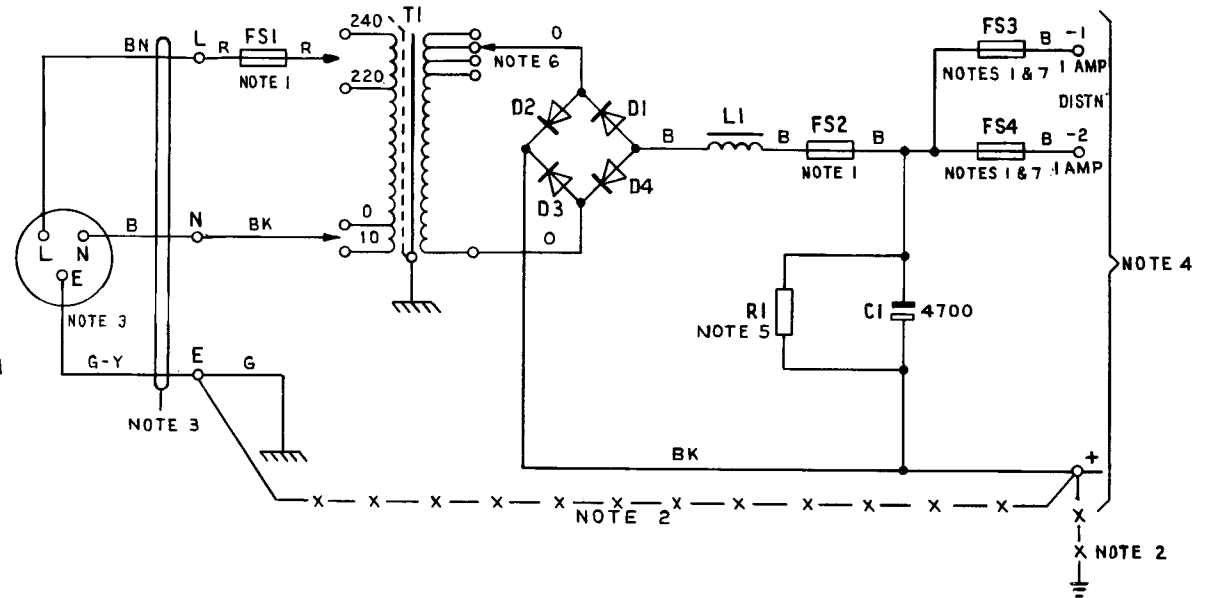 240
T1
BN
L
R
FS1
R
NOTE 1
220
O
NOTE 6
D2
D1
B
L1
B
FS2
B
NOTE 1
FS3
B
-1
NOTES 1 & 7
1 AMP
DISTN
FS4
B
-2
NOTES 1 & 7
1 AMP
D3
D4
O
0
10
N
BK
B
L
N
E
NOTE 3
G-Y
E
G
NOTE 3
R1
NOTE 5
C1
4700
NOTE 4
BK
+
X X X X X X X X X X X X
NOTE 2
X
X NOTE 2